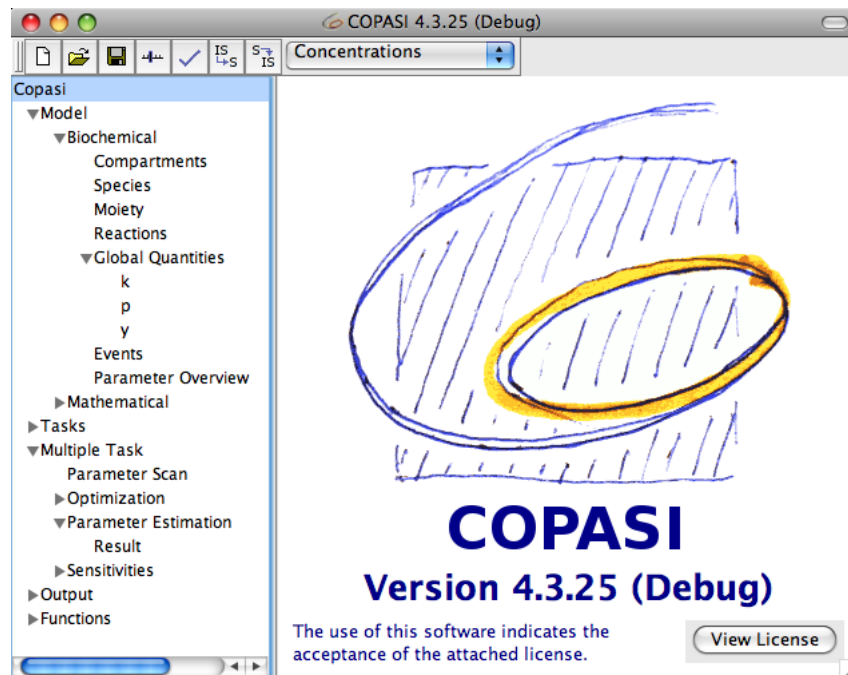 COPASI 4.3.25 (Debug)
IS
S
S
IS
Concentrations
Copasi
Model
Biochemical
Compartments
Species
Moiety
Reactions
Global Quantities
k
p
y
Events
Parameter Overview
Mathematical
Tasks
Multiple Task
Parameter Scan
Optimization
Parameter Estimation
Result
Sensitivities
Output
Functions
COPASI
Version 4.3.25 (Debug)
The use of this software indicates the
acceptance of the attached license.
View License